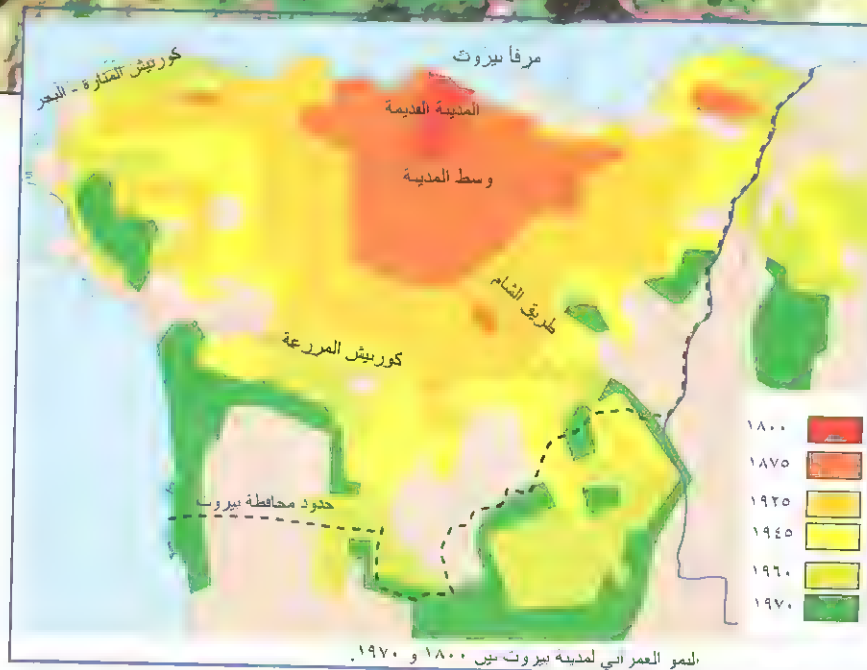 مرفأ بيروت
كورنيش المنارة - البحر
المدينة القديمة
وسط المدينة
طريق الشام
كورنيش المزرعة
حدود محافظة بيروت
١٨٠٠
١٨٧٥
١٩٢٥
١٩٤٥
١٩٦٠
١٩٧٠
النمو العمراني لمدينة بيروت بين ١٨٠٠ و ١٩٧٠.